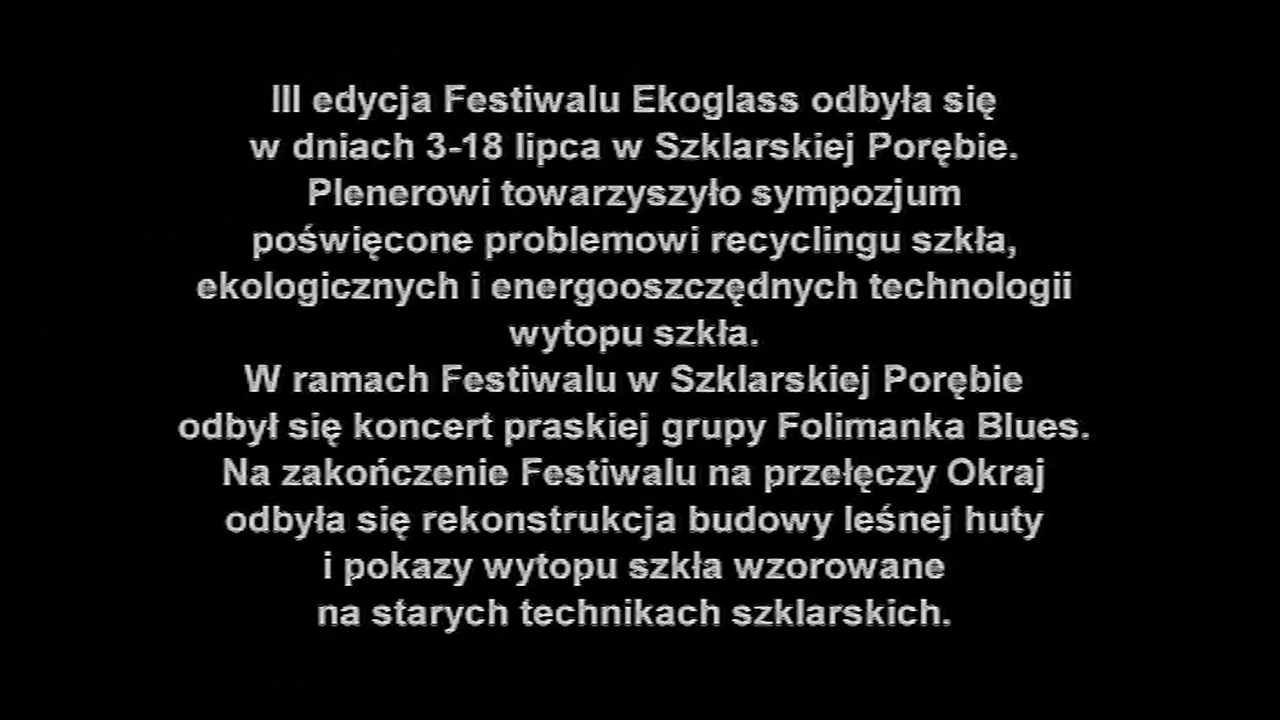 III edycja Festiwalu Ekoglass odbyła się
w dniach 3-18 lipca w Szklarskiej Porębie.
Plenerowi towarzyszyło sympozjum
poświęcone problemowi recyclingu szkła,
ekologicznych i energooszczędnych technologii
wytopu szkła.
W ramach Festiwalu w Szklarskiej Porębie
odbył się koncert praskiej grupy Folimanka Blues.
Na zakończenie Festiwalu na przełęczy Okraj
odbyła się rekonstrukcja budowy leśnej huty
i pokazy wytopu szkła wzorowane
na starych technikach szklarskich.